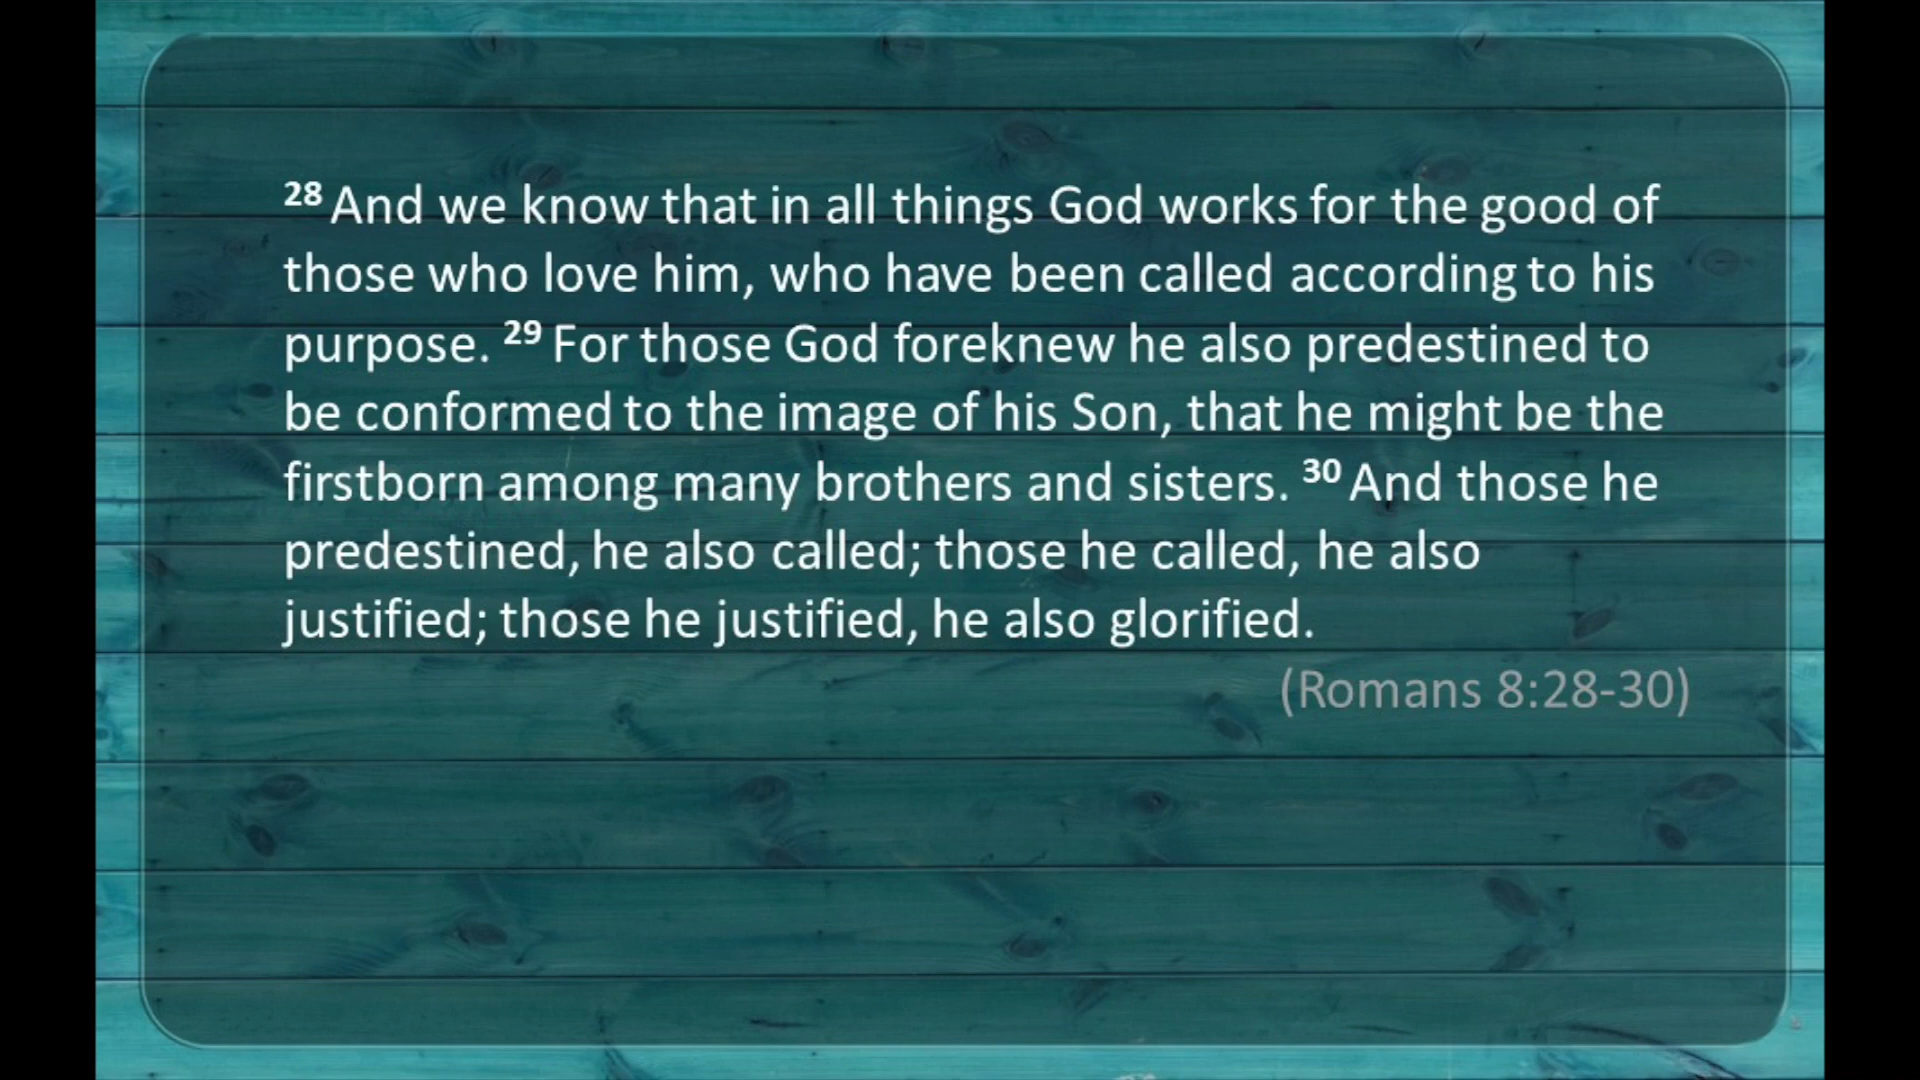 28 And we know that in all things God works for the good of
those who love him, who have been called according to his
purpose. 29 For those God foreknew he also predestined to
be conformed to the image of his Son, that he might be the
firstborn among many brothers and sisters. 30 And those he
predestined, he also called; those he called, he also
justified; those he justified, he also glorified.
(Romans 8:28-30)